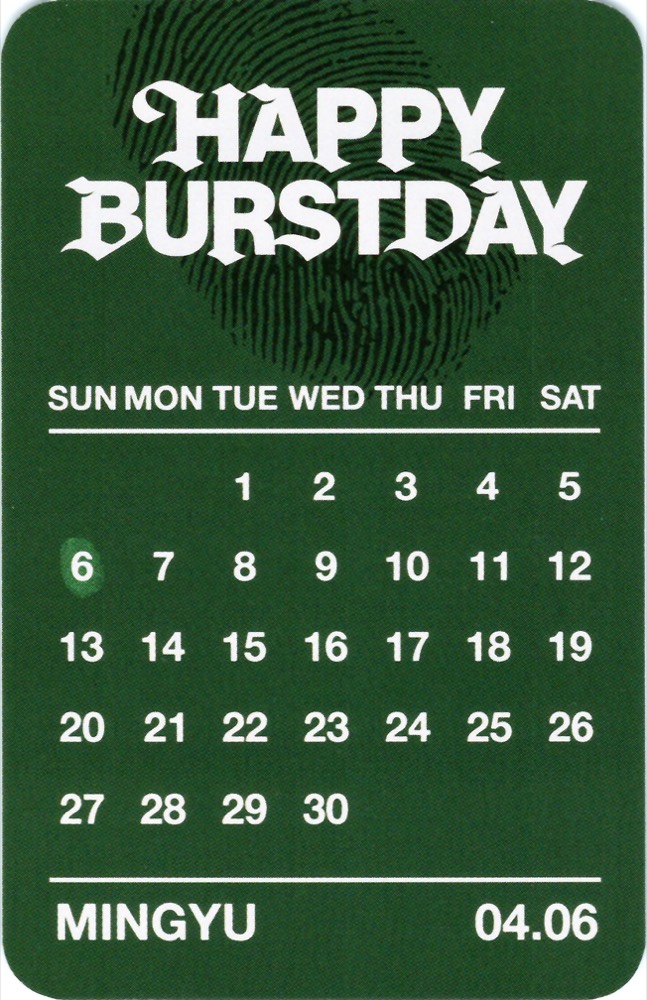 HAPPY
BURSTDAY
SUN MON TUE WED THU FRI SAT
1 2 3 4 5
6 7 8 9 10 11 12
13 14 15 16 17 18 19
20 21 22 23 24 25 26
27 28 29 30
MINGYU 04.06